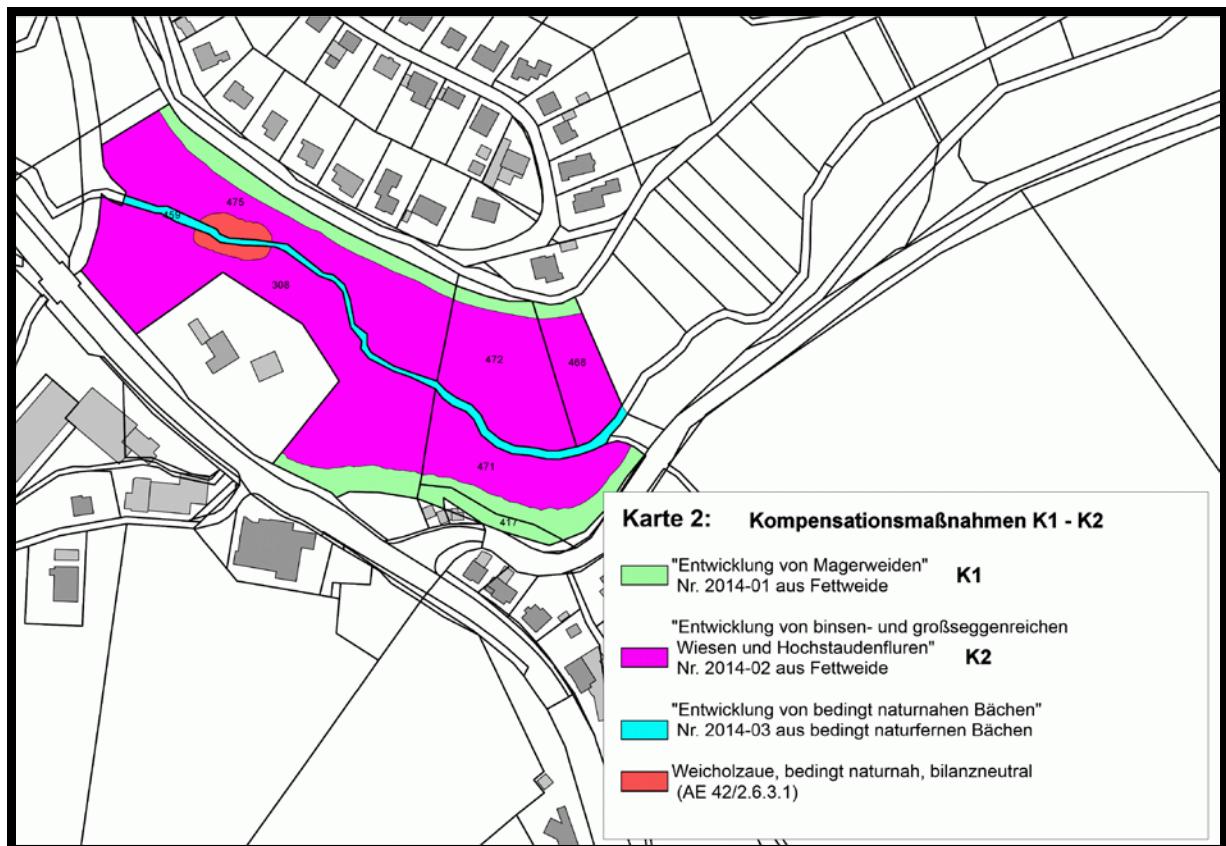 475
459
308
472
468
471
417
Karte 2: Kompensationsmaßnahmen K1 - K2
"Entwicklung von Magerweiden" K1
Nr. 2014-01 aus Fettweide
"Entwicklung von binsen- und großseggenreichen
Wiesen und Hochstaudenfluren" K2
Nr. 2014-02 aus Fettweide
"Entwicklung von bedingt naturnahen Bächen"
Nr. 2014-03 aus bedingt naturfernen Bächen
Weicholzaue, bedingt naturnah, bilanzneutral
(AE 42/2.6.3.1)